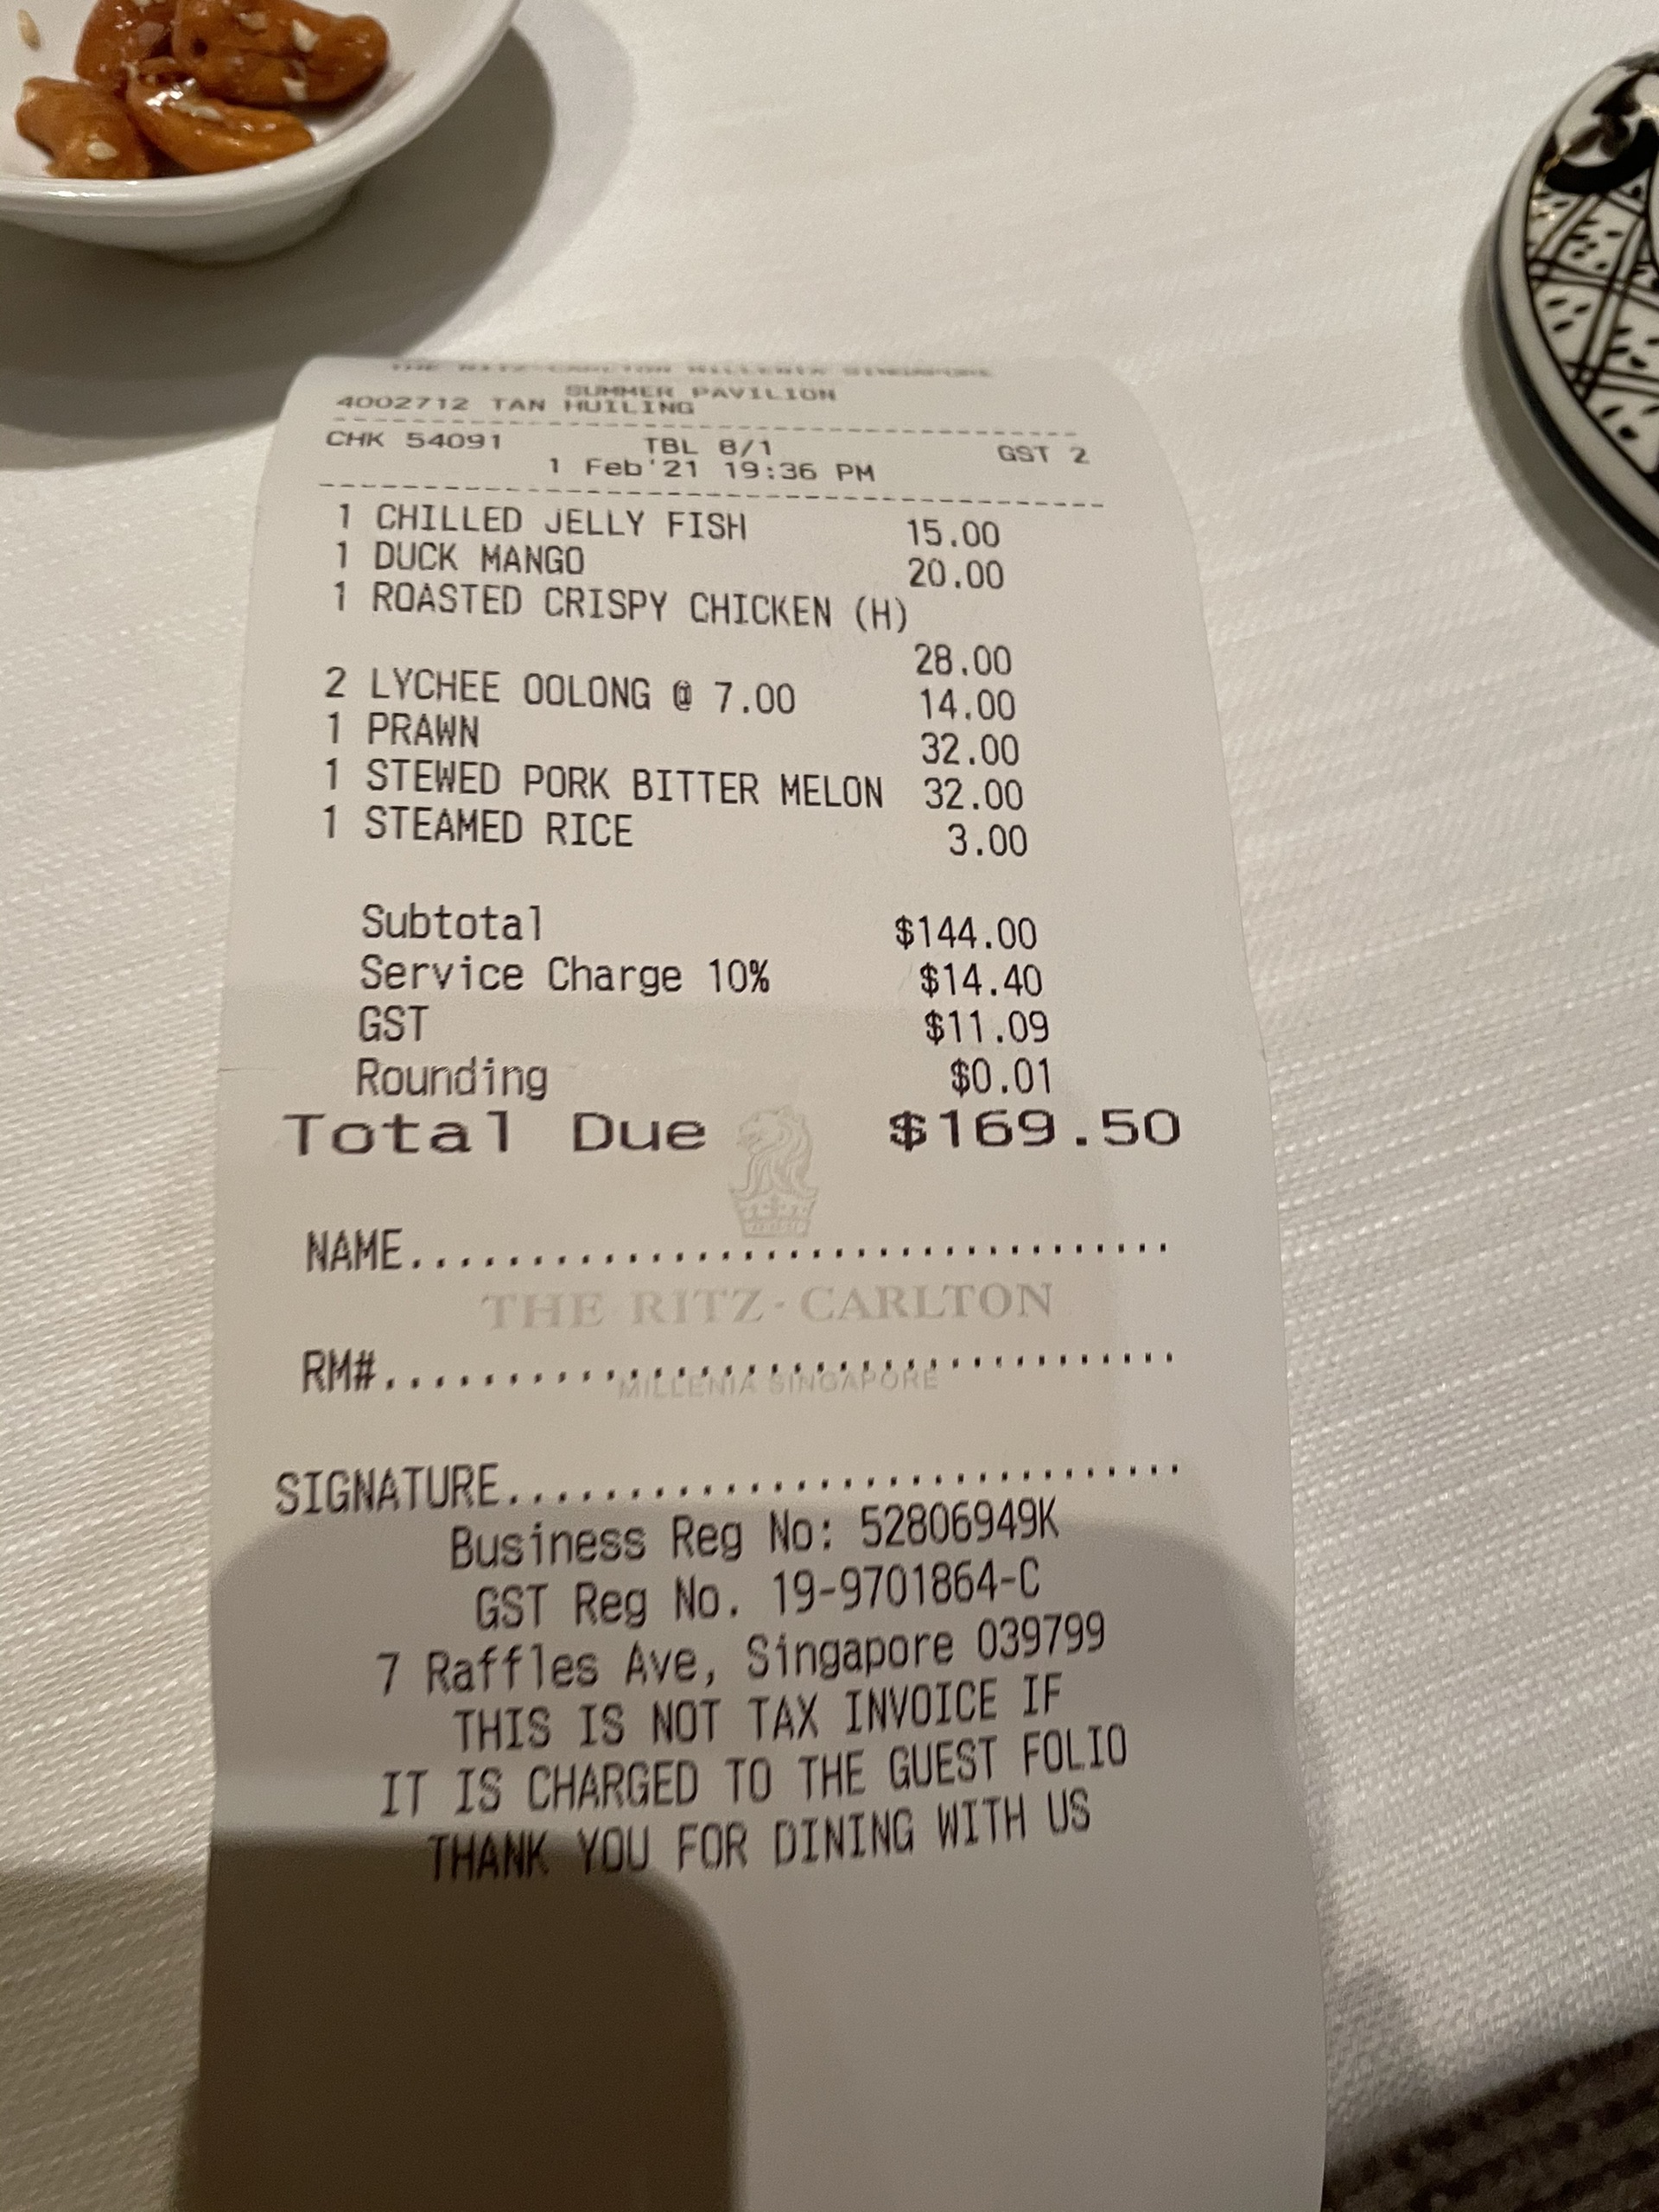 THE RITZ-CARLTON MILLENIA SINGAPORE
SUMMER PAVILION
4002712 TAN HUILING
CHK 54091 TBL 8/1 GST 2
1 Feb'21 19:36 PM
1 CHILLED JELLY FISH 15.00
1 DUCK MANGO 20.00
1 ROASTED CRISPY CHICKEN (H)
28.00
2 LYCHEE OOLONG @ 7.00 14.00
1 PRAWN 32.00
1 STEWED PORK BITTER MELON 32.00
1 STEAMED RICE 3.00
Subtotal $144.00
Service Charge 10% $14.40
GST $11.09
Rounding $0.01
Total Due $169.50
NAME....................................
THE RITZ-CARLTON
RM#......................................
MILLENIA SINGAPORE
SIGNATURE................................
Business Reg No: 52806949K
GST Reg No. 19-9701864-C
7 Raffles Ave, Singapore 039799
THIS IS NOT TAX INVOICE IF
IT IS CHARGED TO THE GUEST FOLIO
THANK YOU FOR DINING WITH US